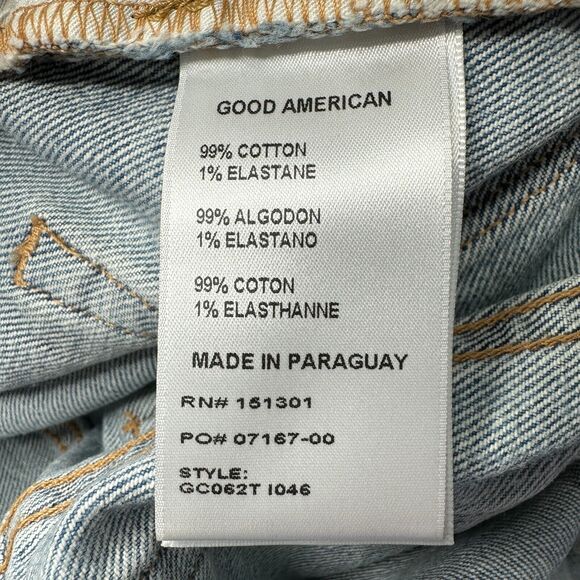 GOOD AMERICAN
99% COTTON
1% ELASTANE
99% ALGODON
1% ELASTANO
99% COTON
1% ELASTHANNE
MADE IN PARAGUAY
RN# 151301
PO# 07167-00
STYLE:
GC062T I046